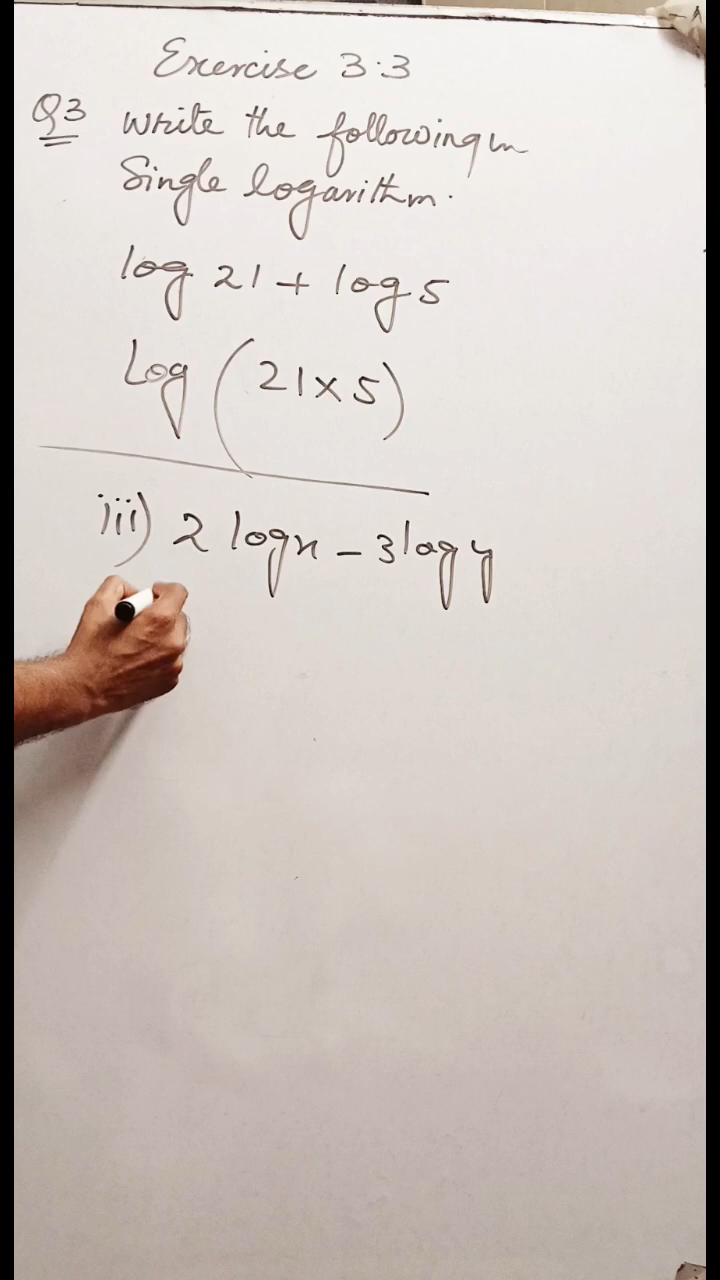 Exercise 3.3
Q3 Write the following in
Single logarithm.
log 21 + log 5
Log (21 × 5)
iii) 2 log x - 3 log y